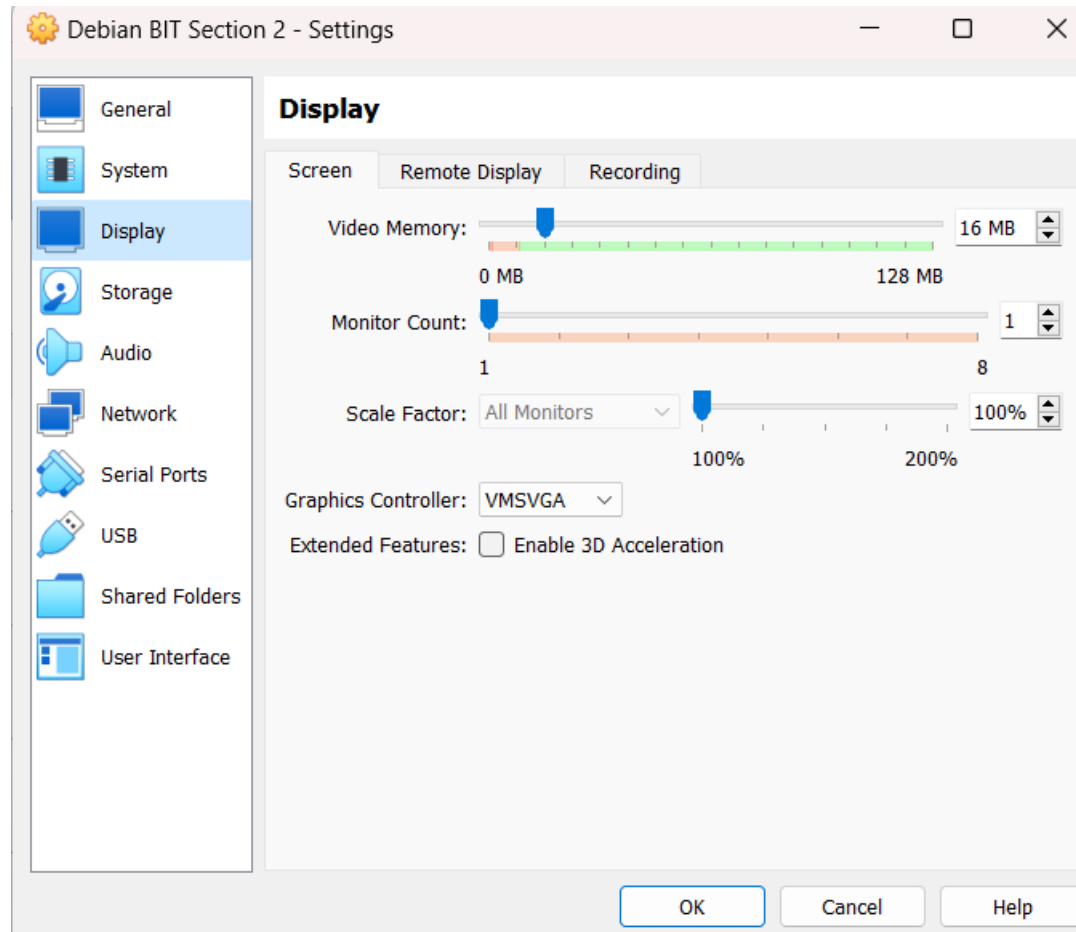 Debian BIT Section 2 - Settings
General
System
Display
Storage
Audio
Network
Serial Ports
USB
Shared Folders
User Interface
Display
Screen Remote Display Recording
Video Memory: 16 MB
0 MB 128 MB
Monitor Count: 1
1 8
Scale Factor: All Monitors 100%
100% 200%
Graphics Controller: VMSVGA
Extended Features: Enable 3D Acceleration
OK Cancel Help